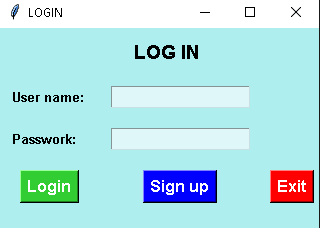 LOGIN
LOG IN
User name:
Passwork:
Login Sign up Exit